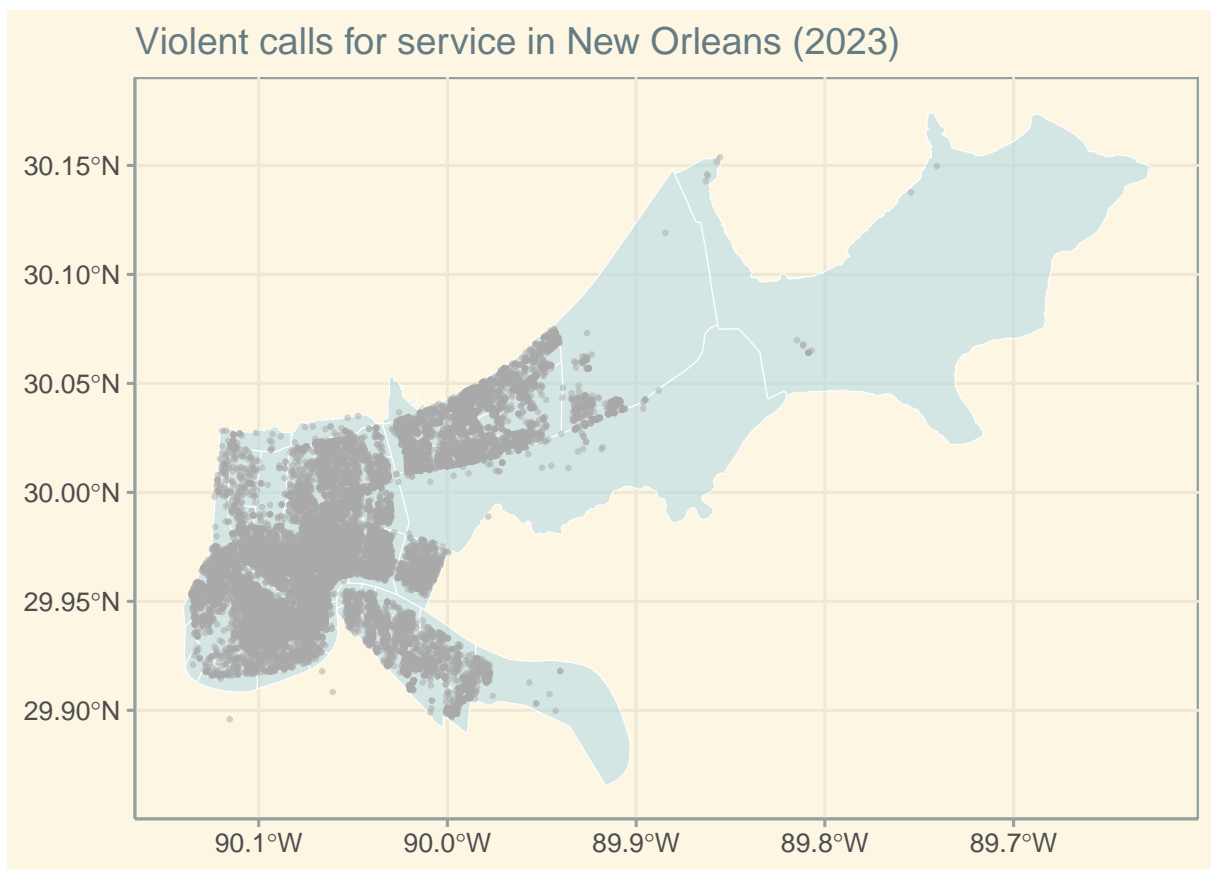 Violent calls for service in New Orleans (2023)
30.15°N
30.10°N
30.05°N
30.00°N
29.95°N
29.90°N
90.1°W 90.0°W 89.9°W 89.8°W 89.7°W